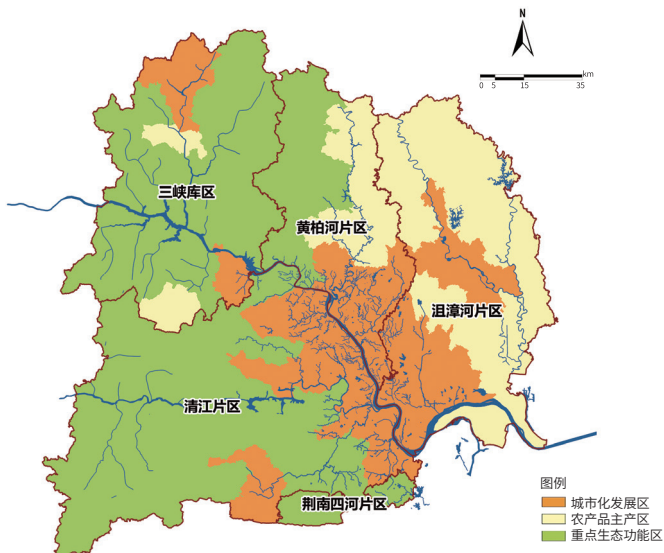 N
km
0 5 15 35
三峡库区
黄柏河片区
沮漳河片区
清江片区
荆南四河片区
图例
城市化发展区
农产品主产区
重点生态功能区